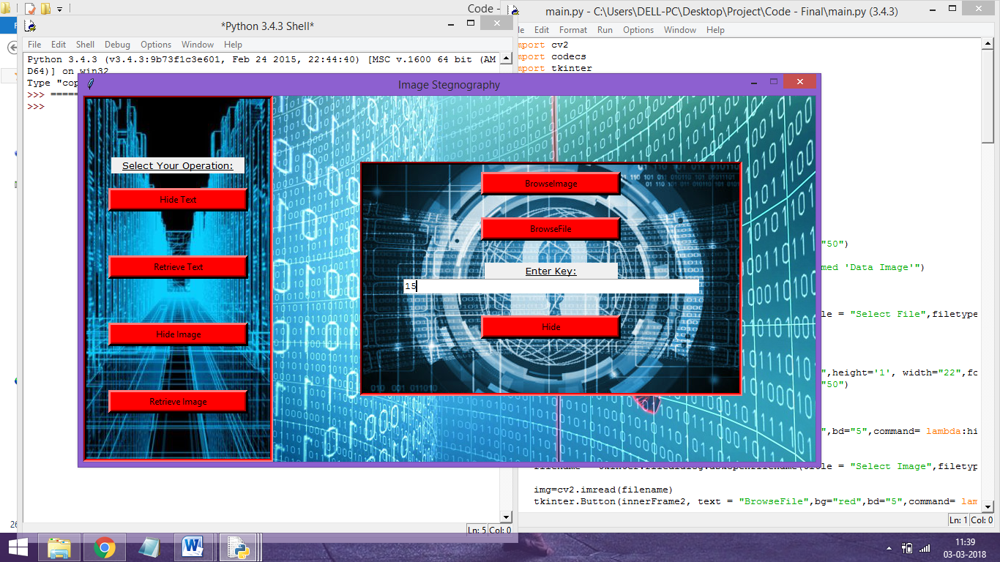 Code -
*Python 3.4.3 Shell*
File Edit Shell Debug Options Window Help
Python 3.4.3 (v3.4.3:9b73f1c3e601, Feb 24 2015, 22:44:40) [MSC v.1600 64 bit (AM
D64)] on win32
Type "cop
>>> =====
>>>
Ln: 5 Col: 0
main.py - C:\Users\DELL-PC\Desktop\Project\Code - Final\main.py (3.4.3)
le Edit Format Run Options Window Help
mport cv2
mport codecs
mport tkinter
"50")
med 'Data Image'")
le = "Select File",filetype
",height='1', width="22",fo
"50")
",bd="5",command= lambda:hi
filename = tkinter.filedialog.askopenfilename(title = "Select Image",filetyp
img=cv2.imread(filename)
tkinter.Button(innerFrame2, text = "BrowseFile",bg="red",bd="5",command= lam
Ln: 1 Col: 0
Image Stegnography
Select Your Operation:
Hide Text
Retrieve Text
Hide Image
Retrieve Image
BrowseImage
BrowseFile
Enter Key:
15
Hide
26
11:39
03-03-2018